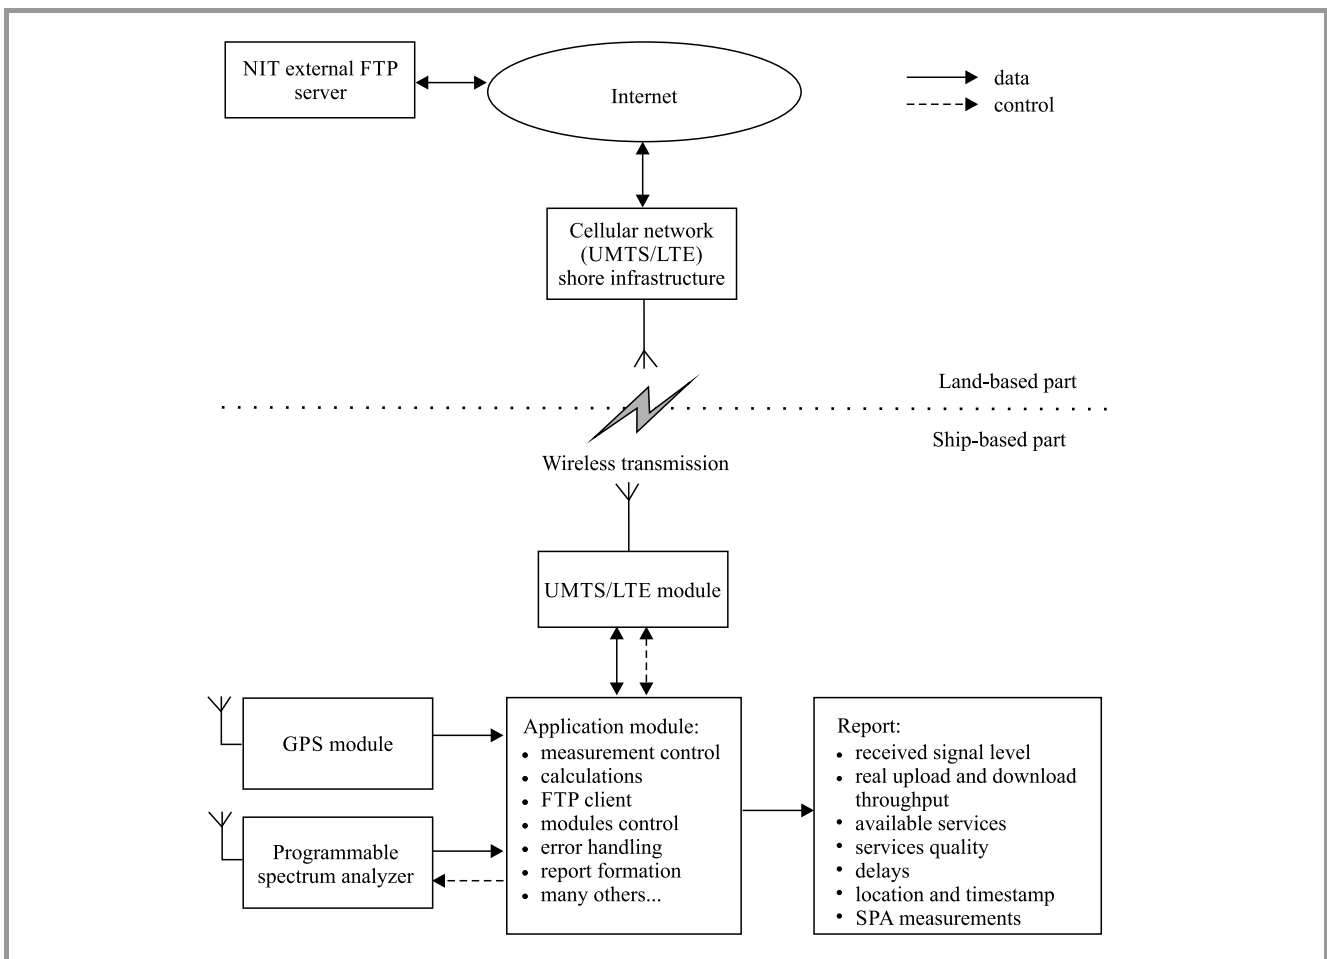 NIT external FTP
server
Internet
data
control
Cellular network
(UMTS/LTE)
shore infrastructure
Land-based part
Ship-based part
Wireless transmission
UMTS/LTE module
GPS module
Programmable
spectrum analyzer
Application module:
• measurement control
• calculations
• FTP client
• modules control
• error handling
• report formation
• many others...
Report:
• received signal level
• real upload and download
throughput
• available services
• services quality
• delays
• location and timestamp
• SPA measurements